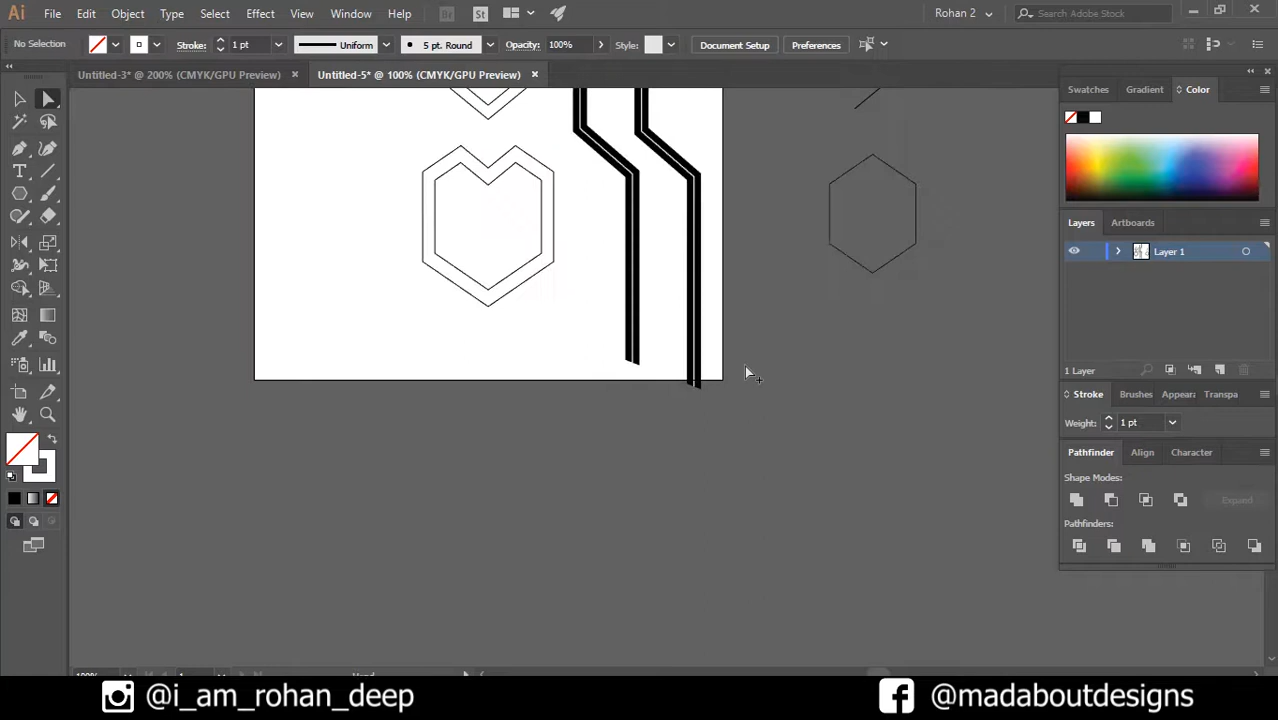 Ai File Edit Object Type Select Effect View Window Help Br St Rohan 2 Search Adobe Stock
No Selection Stroke: 1 pt Uniform 5 pt. Round Opacity: 100% Style: Document Setup Preferences
Untitled-3* @ 200% (CMYK/GPU Preview) Untitled-5* @ 100% (CMYK/GPU Preview)
Swatches Gradient Color
Layers Artboards
Layer 1
1 Layer
Stroke Brushes Appear Transpa
Weight: 1 pt
Pathfinder Align Character
Shape Modes:
Expand
Pathfinders:
@i_am_rohan_deep @madaboutdesigns